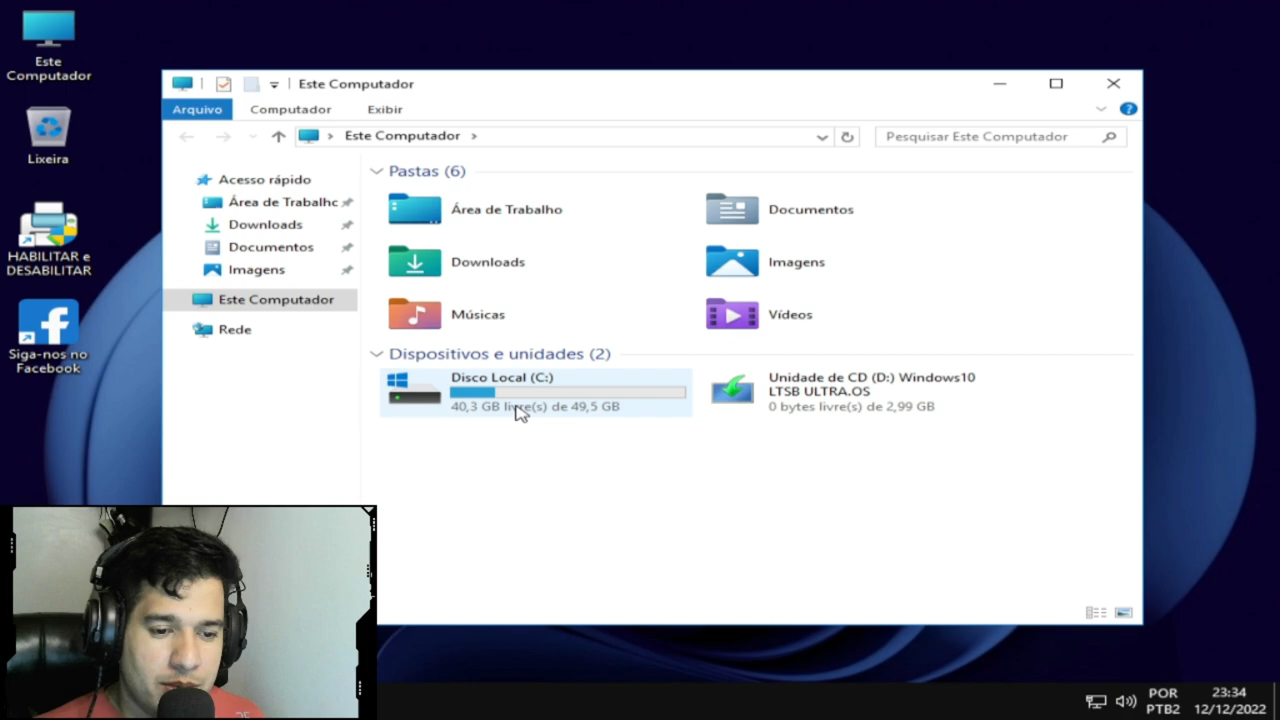 Este
Computador
Lixeira
HABILITAR e
DESABILITAR
Siga-nos no
Facebook
Este Computador
Arquivo Computador Exibir
Este Computador
Pesquisar Este Computador
Acesso rápido
Área de Trabalhc
Downloads
Documentos
Imagens
Este Computador
Rede
Pastas (6)
Área de Trabalho
Documentos
Downloads
Imagens
Músicas
Vídeos
Dispositivos e unidades (2)
Disco Local (C:)
40,3 GB livre(s) de 49,5 GB
Unidade de CD (D:) Windows10
LTSB ULTRA.OS
0 bytes livre(s) de 2,99 GB
POR
PTB2
23:34
12/12/2022